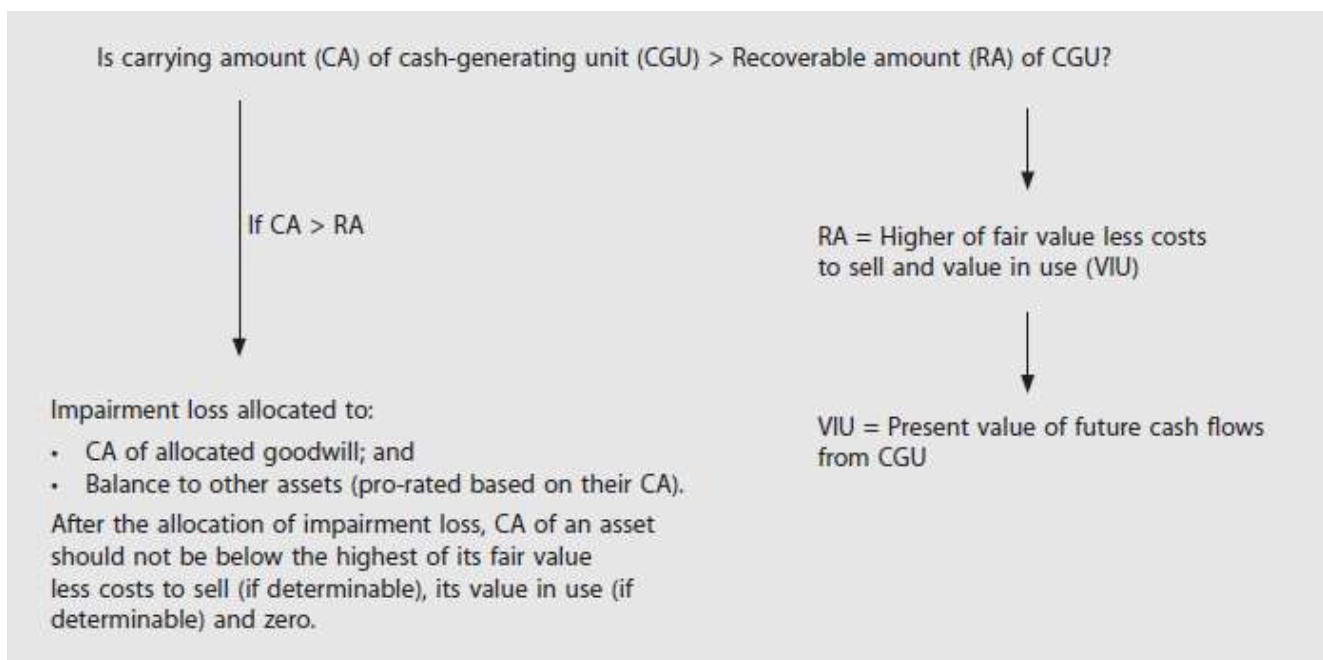 Is carrying amount (CA) of cash-generating unit (CGU) > Recoverable amount (RA) of CGU?
If CA > RA
Impairment loss allocated to:
• CA of allocated goodwill; and
• Balance to other assets (pro-rated based on their CA).
After the allocation of impairment loss, CA of an asset
should not be below the highest of its fair value
less costs to sell (if determinable), its value in use (if
determinable) and zero.
RA = Higher of fair value less costs
to sell and value in use (VIU)
VIU = Present value of future cash flows
from CGU